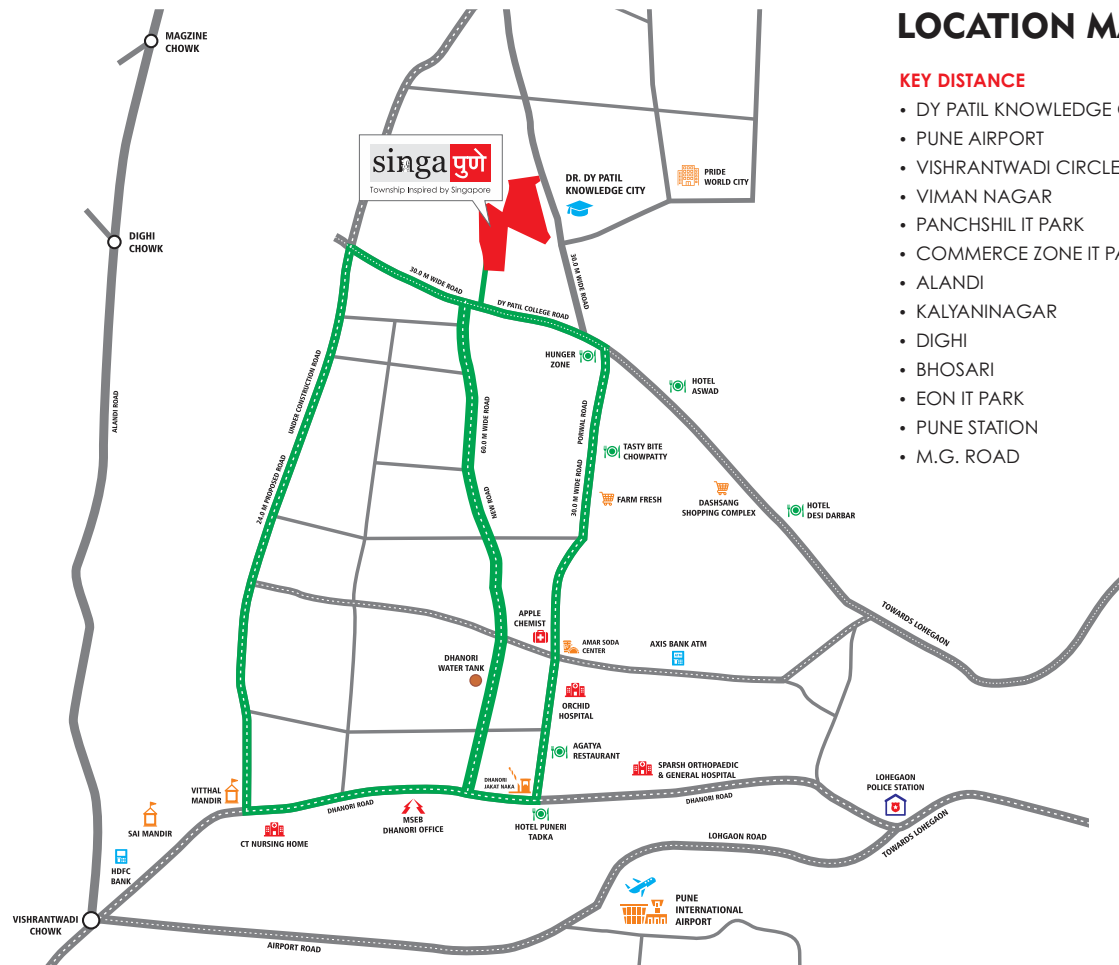 LOCATION
KEY DISTANCE
• DY PATIL KNOWLEDGE
• PUNE AIRPORT
• VISHRANTWADI CIRCLE
• VIMAN NAGAR
• PANCHSHIL IT PARK
• COMMERCE ZONE IT
• ALANDI
• KALYANINAGAR
• DIGHI
• BHOSARI
• EON IT PARK
• PUNE STATION
• M.G. ROAD
MAGZINE
CHOWK
singa पुणे
Township Inspired by Singapore
DR. DY PATIL
KNOWLEDGE CITY
PRIDE
WORLD CITY
DIGHI
CHOWK
30.0 M WIDE ROAD
30.0 M WIDE ROAD
DY PATIL COLLEGE ROAD
HUNGER
ZONE
HOTEL
ASWAD
ALANDI ROAD
UNDER CONSTRUCTION ROAD
24.0 M PROPOSED ROAD
60.0 M WIDE ROAD
NEW ROAD
PORWAL ROAD
30.0 M WIDE ROAD
TASTY BITE
CHOWPATTY
FARM FRESH
DASHSANG
SHOPPING COMPLEX
HOTEL
DESI DARBAR
TOWARDS LOHEGAON
APPLE
CHEMIST
AMAR SODA
CENTER
AXIS BANK ATM
DHANORI
WATER TANK
ORCHID
HOSPITAL
AGATYA
RESTAURANT
SPARSH ORTHOPAEDIC
& GENERAL HOSPITAL
DHANORI
JAKAT NAKA
LOHEGAON
POLICE STATION
VITTHAL
MANDIR
DHANORI ROAD
DHANORI ROAD
SAI MANDIR
CT NURSING HOME
MSEB
DHANORI OFFICE
HOTEL PUNERI
TADKA
LOHGAON ROAD
TOWARDS LOHEGAON
HDFC
BANK
VISHRANTWADI
CHOWK
AIRPORT ROAD
PUNE
INTERNATIONAL
AIRPORT